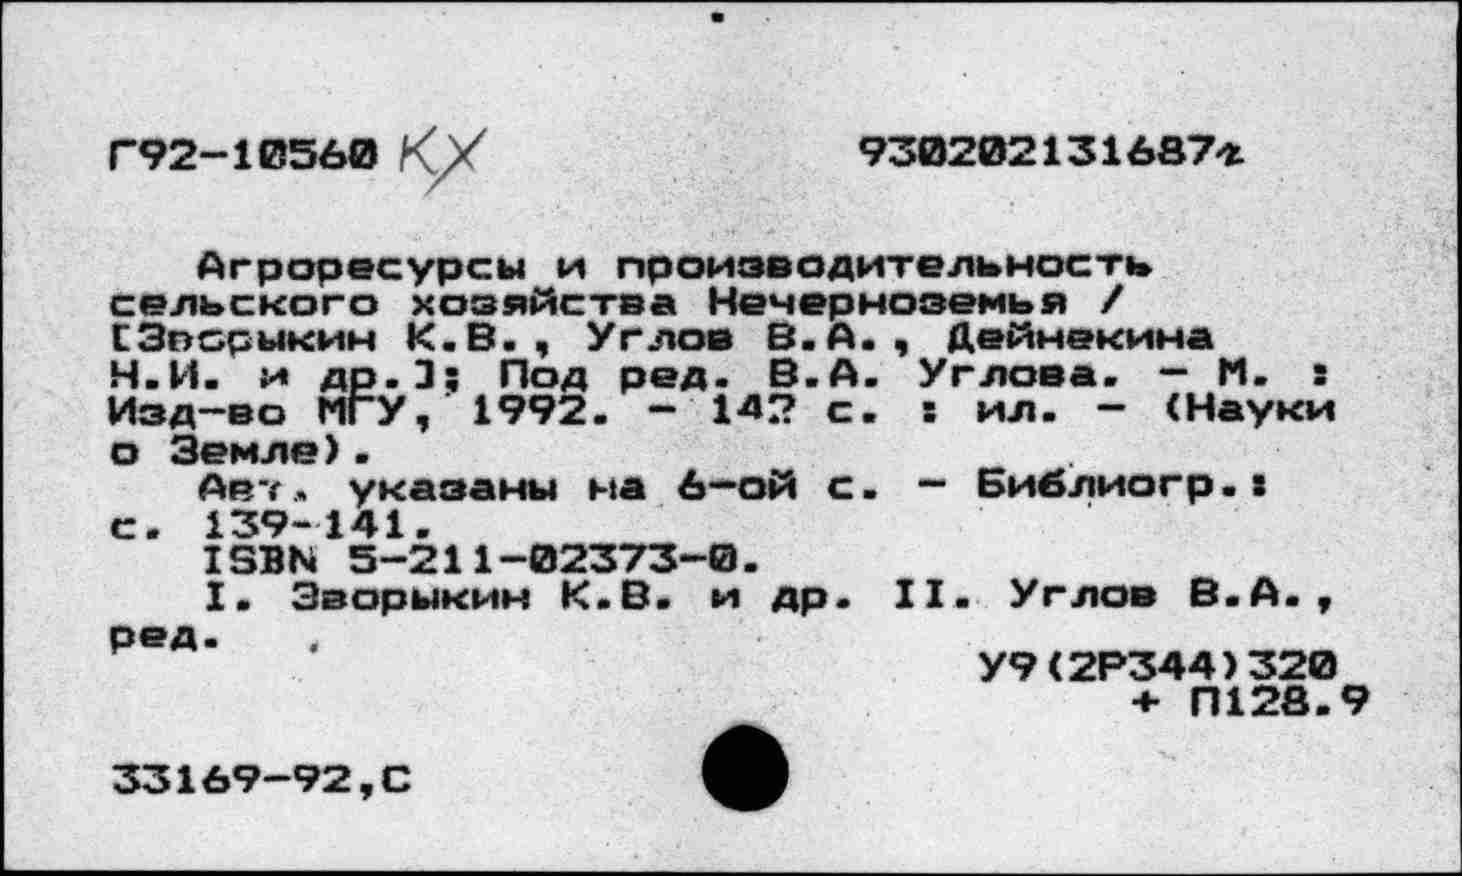 Г92-10560 КХ 930202131687г
Агроресурсы и производительность
сельского хозяйства Нечерноземья /
[Зворыкин К.В., Углов В.А., Дейнекина
Н.И. и др.]; Под ред. В.А. Углова. - М. :
Изд-во МГУ, 1992. - 142 с. : ил. - (Науки
о Земле).
Авт. указаны на 6-ой с. - Библиогр.:
с. 139-141.
ISBN 5-211-02373-0.
I. Зворыкин К.В. и др. II. Углов В.А.,
ред.
У9(2Р344)320
+ П128.9
33169-92,С